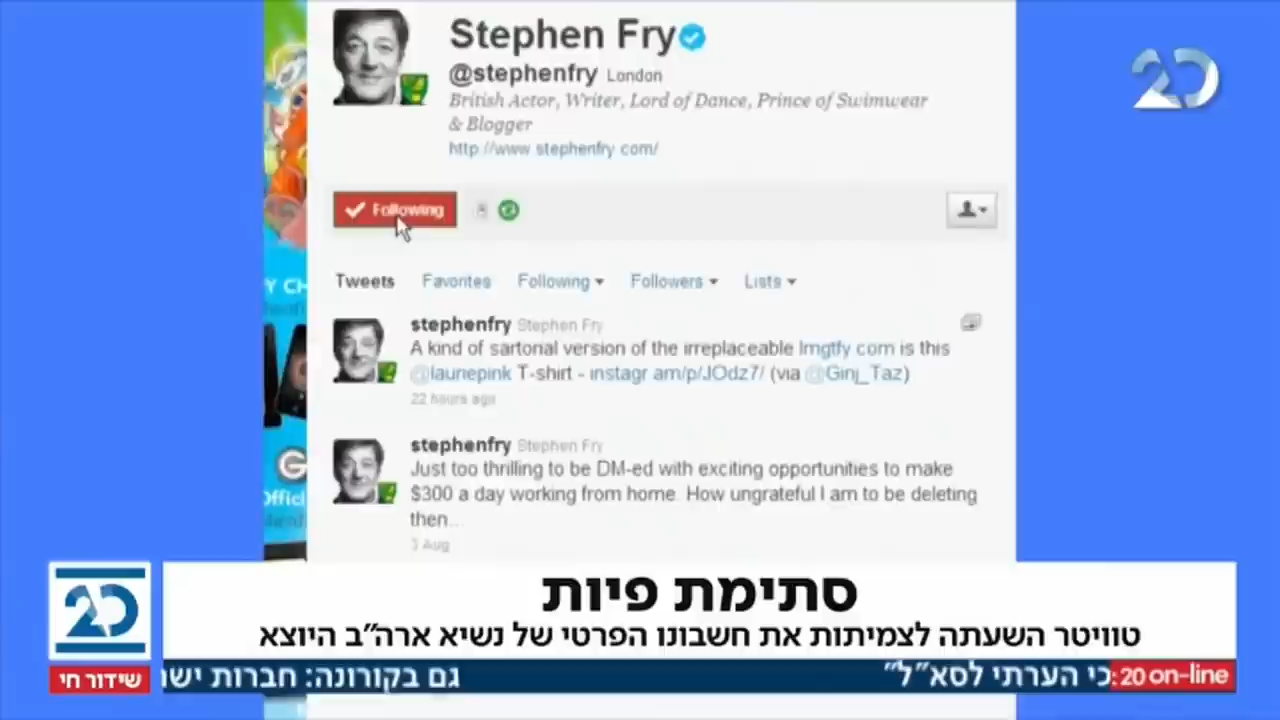 Stephen Fry
@stephenfry London
British Actor, Writer, Lord of Dance, Prince of Swimwear
& Blogger
http://www.stephenfry.com/
20
Following
Tweets Favorites Following Followers Lists
stephenfry Stephen Fry
A kind of sartorial version of the irreplaceable lmgtfy.com is this
@lauriepink T-shirt - instagr.am/p/JOdz7/ (via @Ginj_Taz)
22 hours ago
stephenfry Stephen Fry
Just too thrilling to be DM-ed with exciting opportunities to make
$300 a day working from home. How ungrateful I am to be deleting
then...
3 Aug
Y CH
G
Offici
סתימת פיות
טוויטר השעתה לצמיתות את חשבונו הפרטי של נשיא ארה״ב היוצא
20
שידור חי
20 on-line:
כי הערתי לסא״ל״
גם בקורונה: חברות ישר